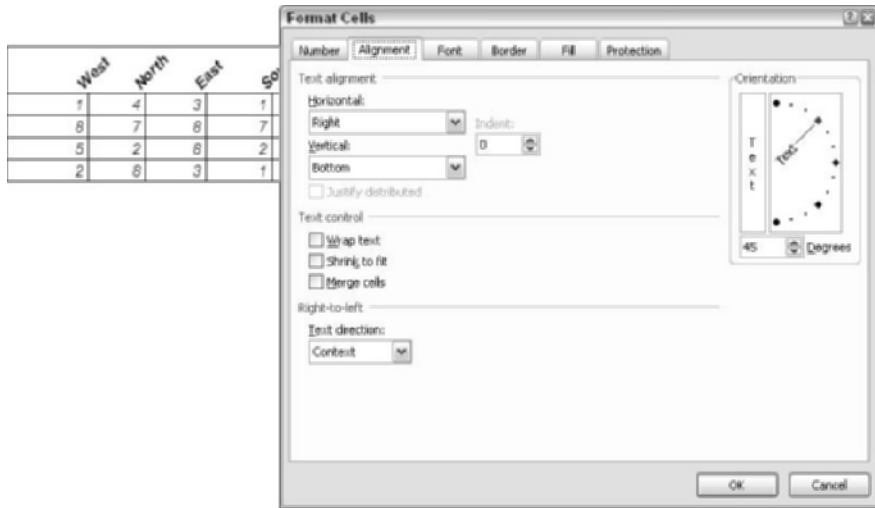 Format Cells
Number Alignment Font Border Fill Protection
West North East Sou
1 4 3 1
8 7 8 7
5 2 8 2
2 8 3 1
Text alignment
Horizontal:
Right
Indent:
0
Vertical:
Bottom
Justify distributed
Text control
Wrap text
Shrink to fit
Merge cells
Right-to-left
Text direction:
Context
Orientation
Text
Text
45 Degrees
OK Cancel